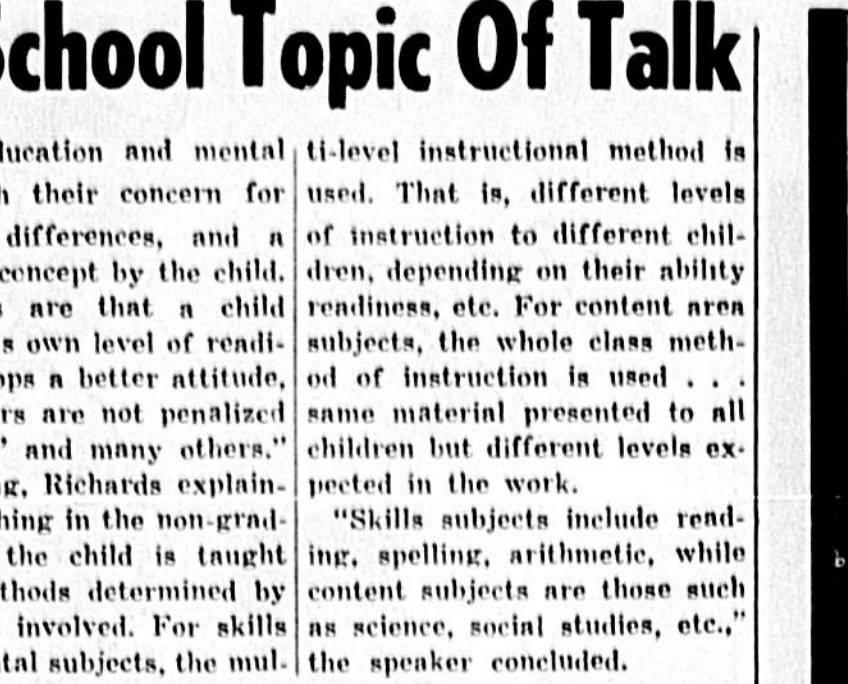 School Topic Of Talk
ducation and mental
h their concern for
differences, and a
concept by the child.
s are that a child
s own level of readi-
ops a better attitude,
rs are not penalized
" and many others."
g, Richards explain-
hing in the non-grad-
the child is taught
thods determined by
involved. For skills
tal subjects, the mul-
ti-level instructional method is
used. That is, different levels
of instruction to different chil-
dren, depending on their ability
readiness, etc. For content area
subjects, the whole class meth-
od of instruction is used . . .
same material presented to all
children but different levels ex-
pected in the work.
"Skills subjects include read-
ing, spelling, arithmetic, while
content subjects are those such
as science, social studies, etc.,"
the speaker concluded.